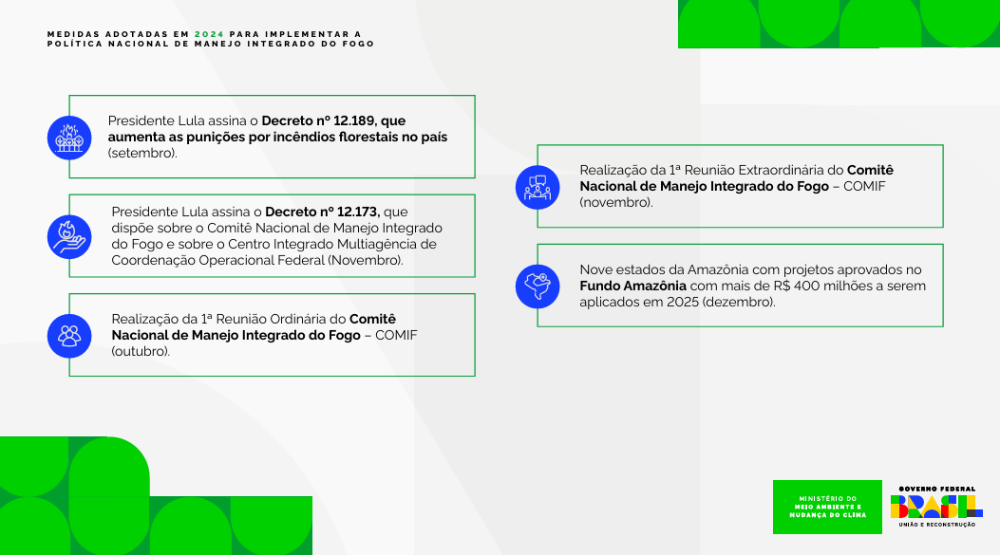 MEDIDAS ADOTADAS EM 2024 PARA IMPLEMENTAR A
POLÍTICA NACIONAL DE MANEJO INTEGRADO DO FOGO
Presidente Lula assina o Decreto nº 12.189, que
aumenta as punições por incêndios florestais no país
(setembro).
Presidente Lula assina o Decreto nº 12.173, que
dispõe sobre o Comitê Nacional de Manejo Integrado
do Fogo e sobre o Centro Integrado Multiagência de
Coordenação Operacional Federal (Novembro).
Realização da 1ª Reunião Ordinária do Comitê
Nacional de Manejo Integrado do Fogo – COMIF
(outubro).
Realização da 1ª Reunião Extraordinária do Comitê
Nacional de Manejo Integrado do Fogo – COMIF
(novembro).
Nove estados da Amazônia com projetos aprovados no
Fundo Amazônia com mais de R$ 400 milhões a serem
aplicados em 2025 (dezembro).
MINISTÉRIO DO
MEIO AMBIENTE E
MUDANÇA DO CLIMA
GOVERNO FEDERAL
BRASIL
UNIÃO E RECONSTRUÇÃO